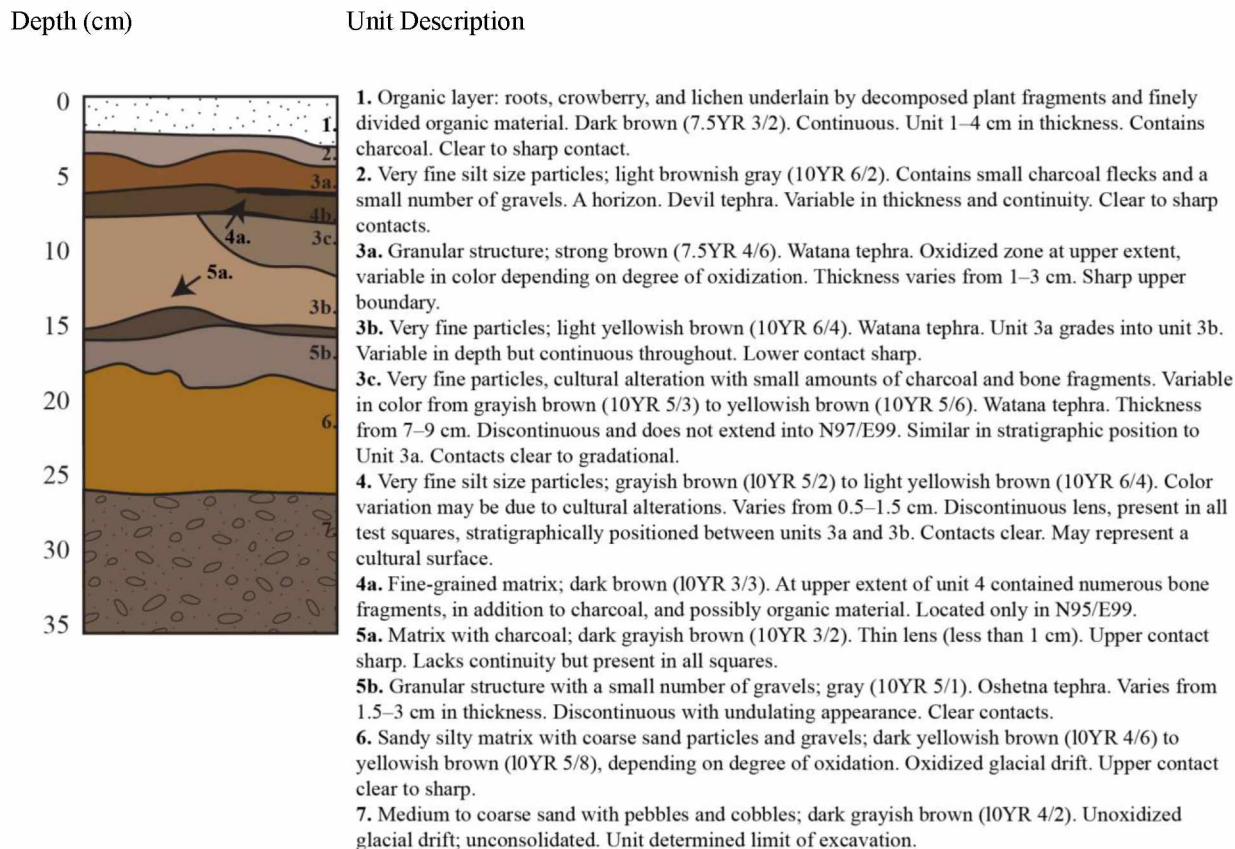 Depth (cm) Unit Description
0
5
10
15
20
25
30
35
1.
2.
3a.
4b.
4a.
3c.
5a.
3b.
5b.
6.
7.
1. Organic layer: roots, crowberry, and lichen underlain by decomposed plant fragments and finely
divided organic material. Dark brown (7.5YR 3/2). Continuous. Unit 1–4 cm in thickness. Contains
charcoal. Clear to sharp contact.
2. Very fine silt size particles; light brownish gray (10YR 6/2). Contains small charcoal flecks and a
small number of gravels. A horizon. Devil tephra. Variable in thickness and continuity. Clear to sharp
contacts.
3a. Granular structure; strong brown (7.5YR 4/6). Watana tephra. Oxidized zone at upper extent,
variable in color depending on degree of oxidization. Thickness varies from 1–3 cm. Sharp upper
boundary.
3b. Very fine particles; light yellowish brown (10YR 6/4). Watana tephra. Unit 3a grades into unit 3b.
Variable in depth but continuous throughout. Lower contact sharp.
3c. Very fine particles, cultural alteration with small amounts of charcoal and bone fragments. Variable
in color from grayish brown (10YR 5/3) to yellowish brown (10YR 5/6). Watana tephra. Thickness
from 7–9 cm. Discontinuous and does not extend into N97/E99. Similar in stratigraphic position to
Unit 3a. Contacts clear to gradational.
4. Very fine silt size particles; grayish brown (l0YR 5/2) to light yellowish brown (10YR 6/4). Color
variation may be due to cultural alterations. Varies from 0.5–1.5 cm. Discontinuous lens, present in all
test squares, stratigraphically positioned between units 3a and 3b. Contacts clear. May represent a
cultural surface.
4a. Fine-grained matrix; dark brown (l0YR 3/3). At upper extent of unit 4 contained numerous bone
fragments, in addition to charcoal, and possibly organic material. Located only in N95/E99.
5a. Matrix with charcoal; dark grayish brown (10YR 3/2). Thin lens (less than 1 cm). Upper contact
sharp. Lacks continuity but present in all squares.
5b. Granular structure with a small number of gravels; gray (10YR 5/1). Oshetna tephra. Varies from
1.5–3 cm in thickness. Discontinuous with undulating appearance. Clear contacts.
6. Sandy silty matrix with coarse sand particles and gravels; dark yellowish brown (l0YR 4/6) to
yellowish brown (l0YR 5/8), depending on degree of oxidation. Oxidized glacial drift. Upper contact
clear to sharp.
7. Medium to coarse sand with pebbles and cobbles; dark grayish brown (l0YR 4/2). Unoxidized
glacial drift; unconsolidated. Unit determined limit of excavation.